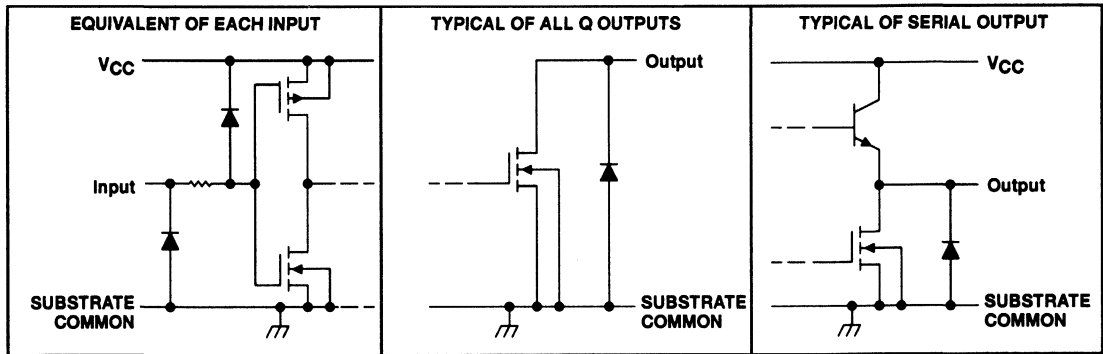 EQUIVALENT OF EACH INPUT
VCC
Input
SUBSTRATE
COMMON
TYPICAL OF ALL Q OUTPUTS
Output
SUBSTRATE
COMMON
TYPICAL OF SERIAL OUTPUT
VCC
Output
SUBSTRATE
COMMON